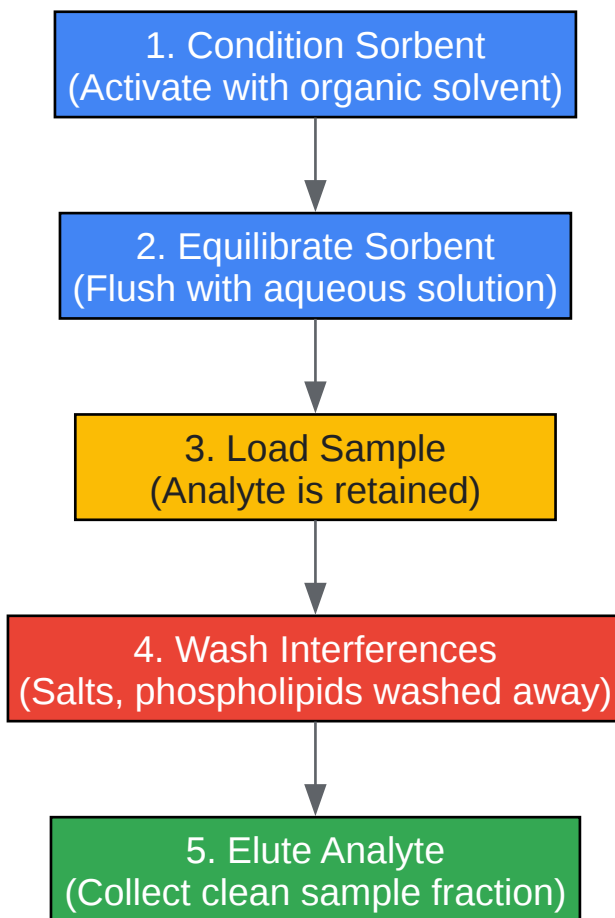 1. Condition Sorbent
(Activate with organic solvent)
2. Equilibrate Sorbent
(Flush with aqueous solution)
3. Load Sample
(Analyte is retained)
4. Wash Interferences
(Salts, phospholipids washed away)
5. Elute Analyte
(Collect clean sample fraction)